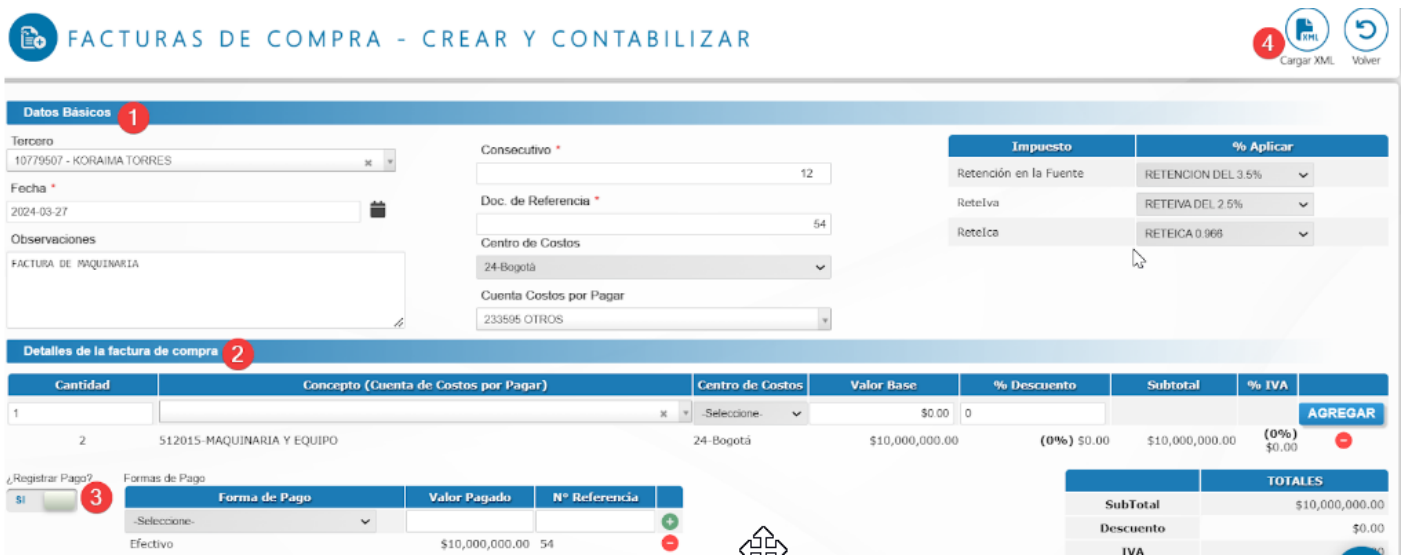 FACTURAS DE COMPRA - CREAR Y CONTABILIZAR
4
XML
Cargar XML
Volver
Datos Básicos
1
Tercero
10779507 - KORAIMA TORRES
Fecha *
2024-03-27
Observaciones
FACTURA DE MAQUINARIA
Consecutivo *
12
Doc. de Referencia *
54
Centro de Costos
24-Bogotá
Cuenta Costos por Pagar
233595 OTROS
Impuesto % Aplicar
Retención en la Fuente RETENCION DEL 3.5%
ReteIva RETEIVA DEL 2.5%
ReteIca RETEICA 0.966
Detalles de la factura de compra
2
Cantidad Concepto (Cuenta de Costos por Pagar) Centro de Costos Valor Base % Descuento Subtotal % IVA
1 -Seleccione- $0.00 0 AGREGAR
2 512015-MAQUINARIA Y EQUIPO 24-Bogotá $10,000,000.00 (0%) $0.00 $10,000,000.00 (0%) $0.00
¿Registrar Pago?
SI
3
Formas de Pago
Forma de Pago Valor Pagado Nº Referencia
-Seleccione-
Efectivo $10,000,000.00 54
TOTALES
SubTotal $10,000,000.00
Descuento $0.00
IVA